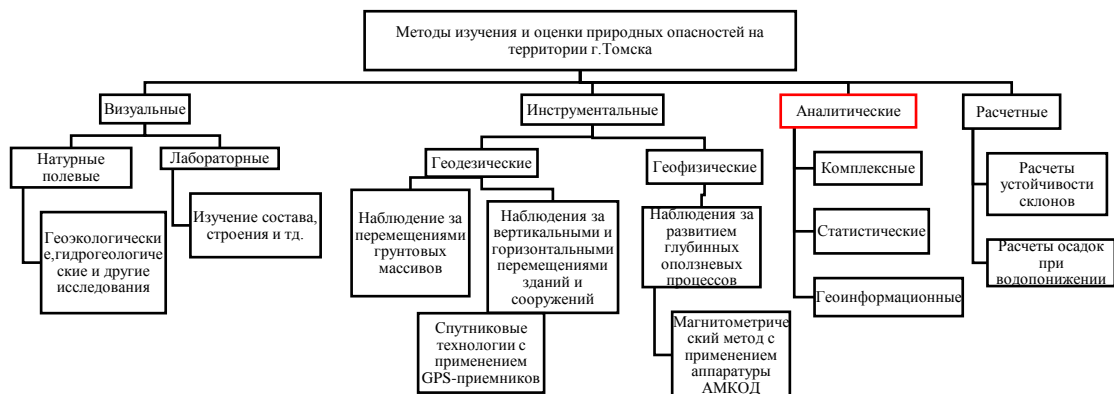 Методы изучения и оценки природных опасностей на
территории г.Томска
Визуальные
Инструментальные
Аналитические
Расчетные
Натурные
полевые
Лабораторные
Геодезические
Геофизические
Комплексные
Расчеты
устойчивости
склонов
Геоэкологически
е,гидрогеологиче
ские и другие
исследования
Изучение состава,
строения и тд.
Наблюдение за
перемещениями
грунтовых
массивов
Наблюдения за
вертикальными и
горизонтальными
перемещениями
зданий и
сооружений
Наблюдения за
развитием
глубинных
оползневых
процессов
Статистические
Расчеты осадок
при
водопонижении
Геоинформационные
Спутниковые
технологии с
применением
GPS-приемников
Магнитометриче
ский метод с
применением
аппаратуры
АМКОД